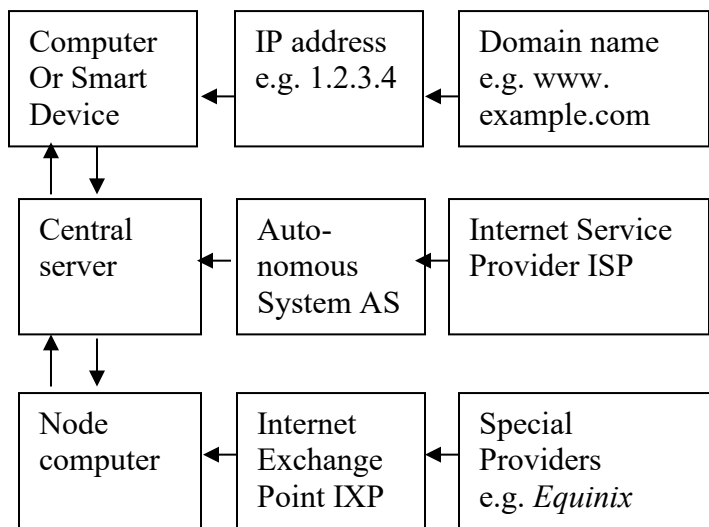 Computer
Or Smart
Device
IP address
e.g. 1.2.3.4
Domain name
e.g. www.
example.com
Central
server
Auto-
nomous
System AS
Internet Service
Provider ISP
Node
computer
Internet
Exchange
Point IXP
Special
Providers
e.g. Equinix